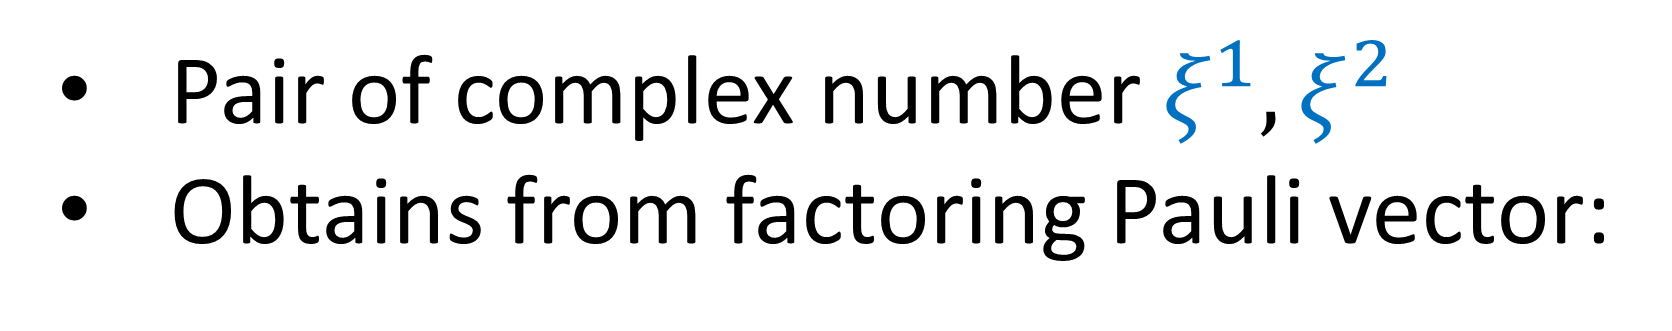 • Pair of complex number ξ¹, ξ²
• Obtains from factoring Pauli vector: